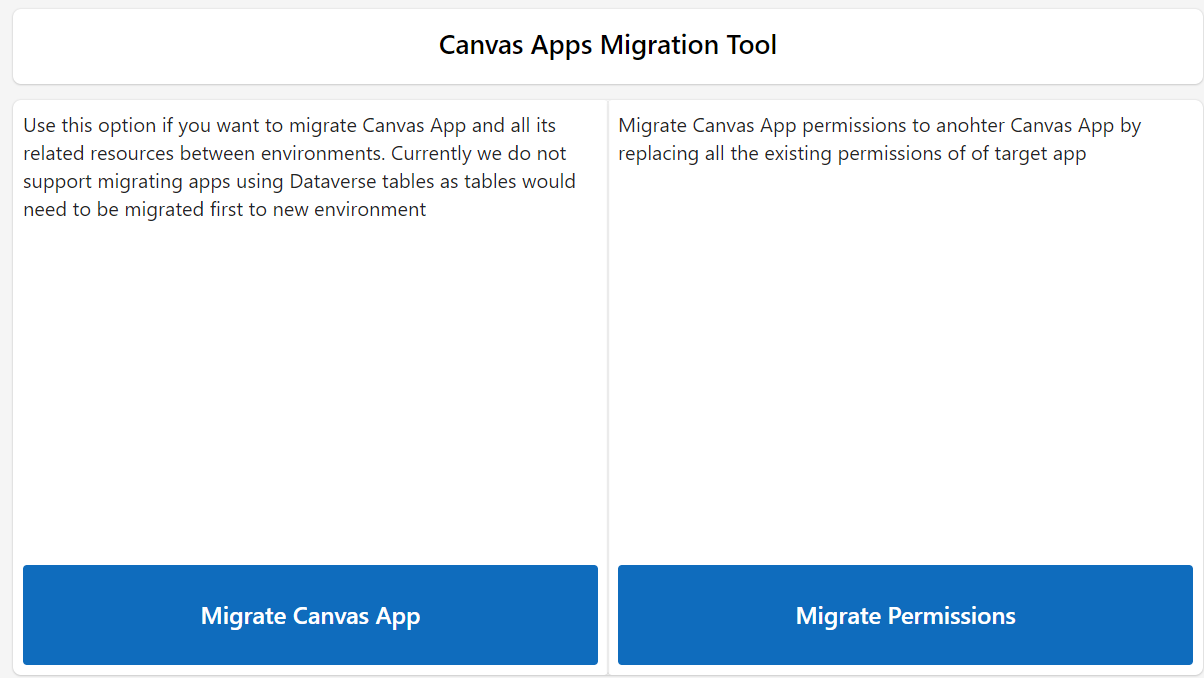 Canvas Apps Migration Tool
Use this option if you want to migrate Canvas App and all its
related resources between environments. Currently we do not
support migrating apps using Dataverse tables as tables would
need to be migrated first to new environment
Migrate Canvas App
Migrate Canvas App permissions to anohter Canvas App by
replacing all the existing permissions of of target app
Migrate Permissions